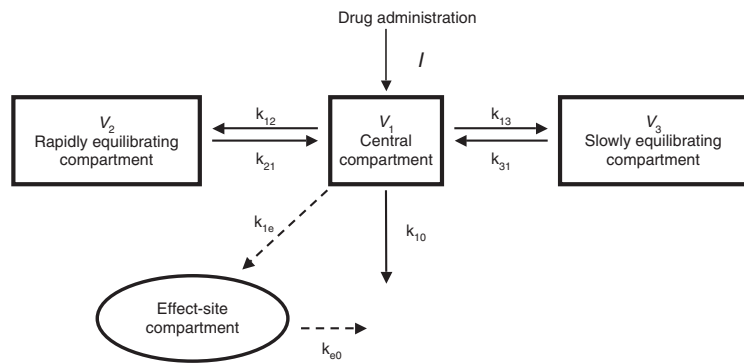 Drug administration
I
V2
Rapidly equilibrating
compartment
k12
k21
V1
Central
compartment
k13
k31
V3
Slowly equilibrating
compartment
k1e
k10
Effect-site
compartment
ke0